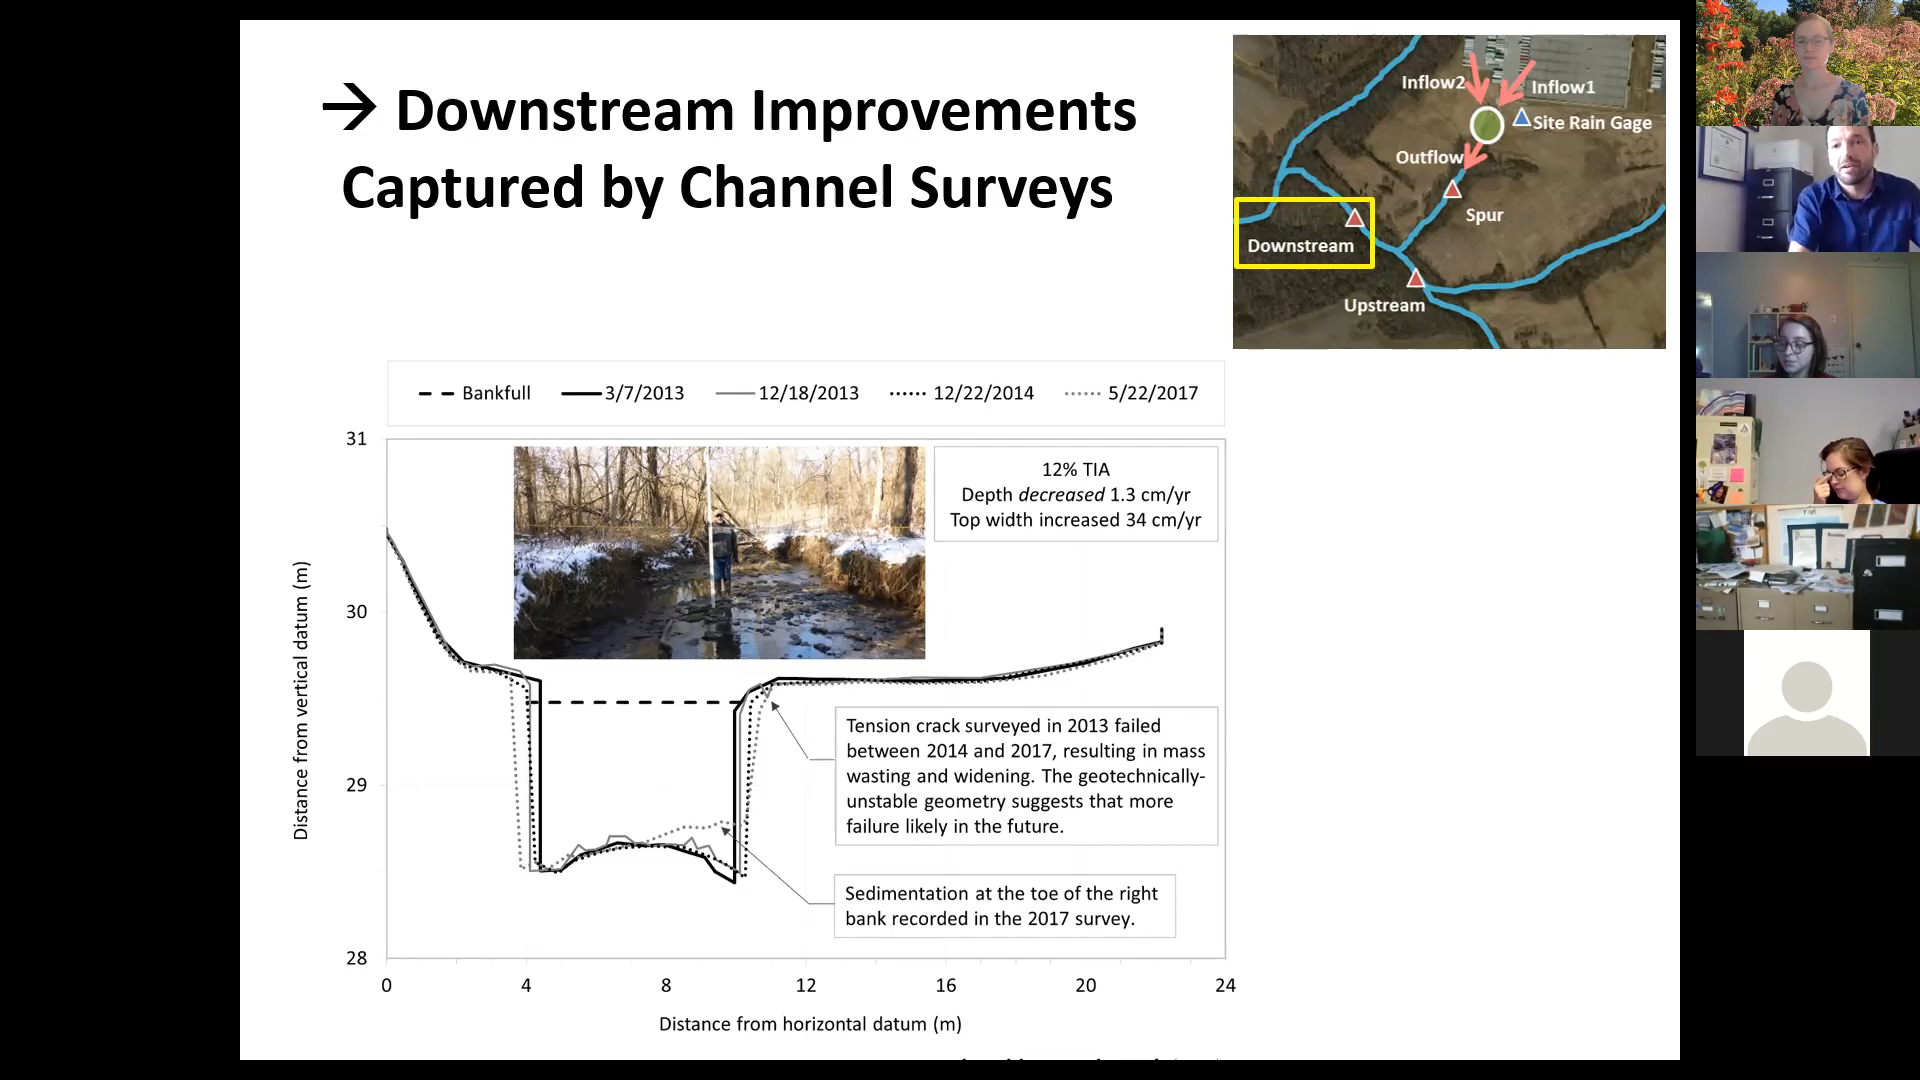 → Downstream Improvements
Captured by Channel Surveys
Inflow2
Inflow1
Site Rain Gage
Outflow
Spur
Downstream
Upstream
Bankfull
3/7/2013
12/18/2013
12/22/2014
5/22/2017
12% TIA
Depth decreased 1.3 cm/yr
Top width increased 34 cm/yr
Tension crack surveyed in 2013 failed
between 2014 and 2017, resulting in mass
wasting and widening. The geotechnically-
unstable geometry suggests that more
failure likely in the future.
Sedimentation at the toe of the right
bank recorded in the 2017 survey.
Distance from vertical datum (m)
31
30
29
28
0 4 8 12 16 20 24
Distance from horizontal datum (m)